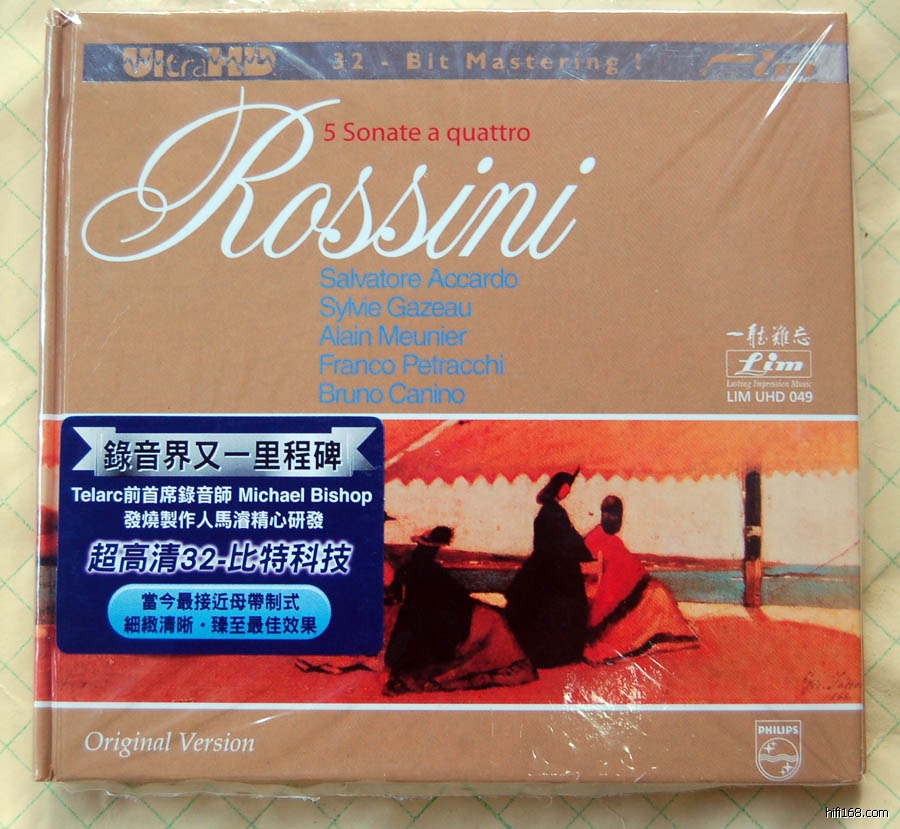 UltraHD 32 - Bit Mastering ! Lim
5 Sonate a quattro
Rossini
Salvatore Accardo
Sylvie Gazeau
Alain Meunier
Franco Petracchi
Bruno Canino
一聽難忘
Lim
Lasting Impression Music
LIM UHD 049
錄音界又一里程碑
Telarc前首席錄音師 Michael Bishop
發燒製作人馬濬精心研發
超高清32-比特科技
當今最接近母帶制式
細緻清晰・臻至最佳效果
Original Version
PHILIPS
hifi168.com